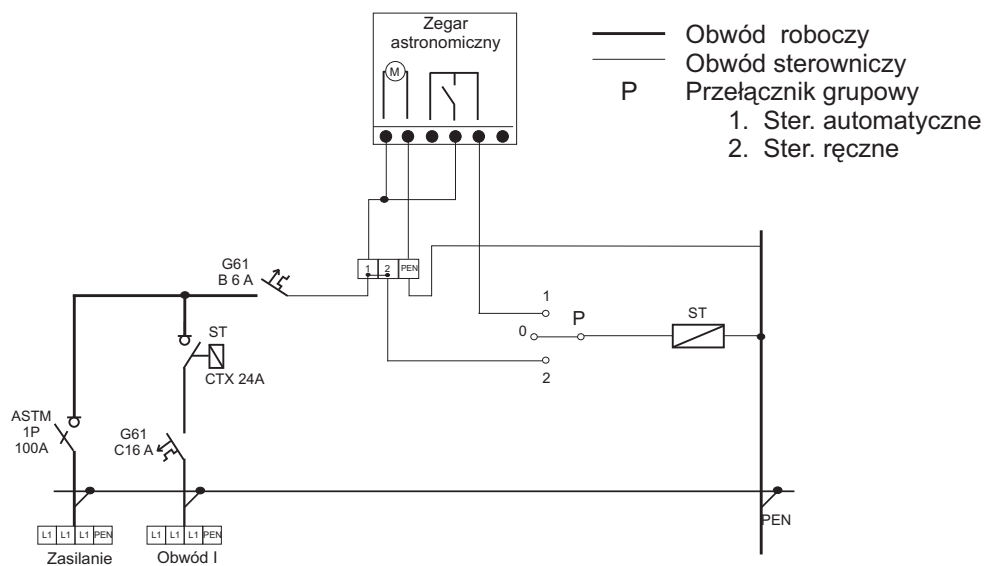 Zegar
astronomiczny
M
Obwód roboczy
Obwód sterowniczy
P Przełącznik grupowy
1. Ster. automatyczne
2. Ster. ręczne
G61
B 6 A
1 2 PEN
1
0 P
2
ST
ST
CTX 24A
ASTM
1P
100A
G61
C16 A
L1 L1 L1 PEN
Zasilanie
L1 L1 L1 PEN
Obwód I
PEN